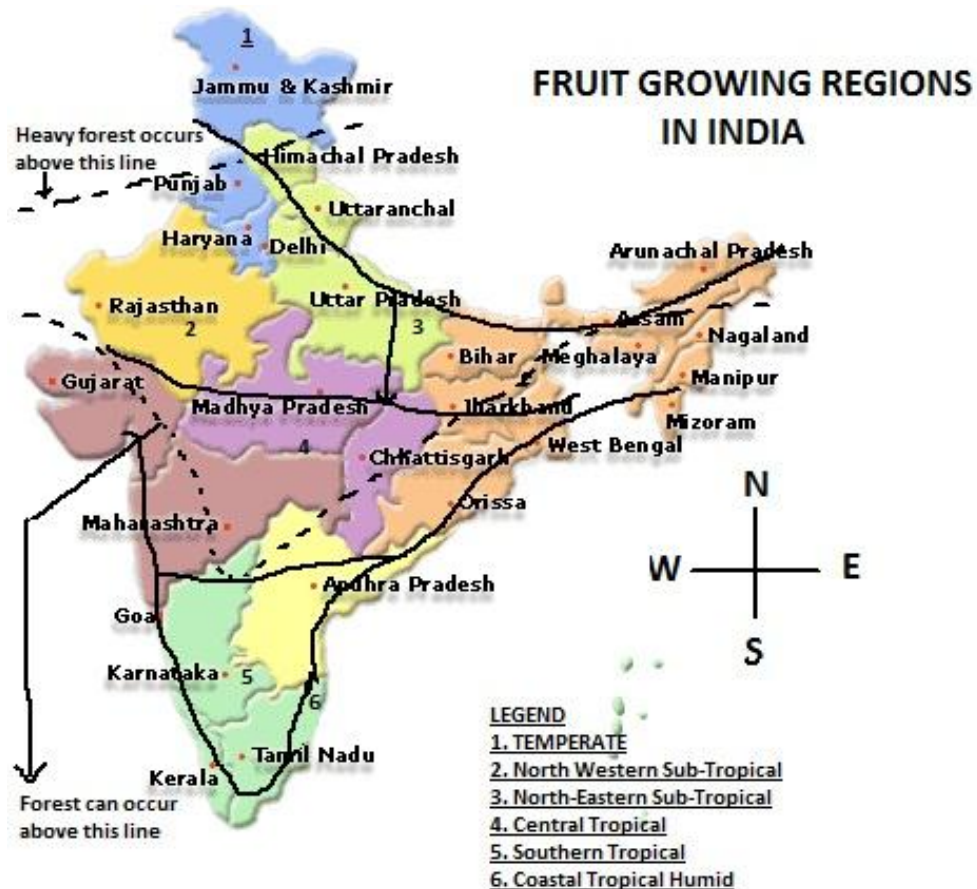 FRUIT GROWING REGIONS
IN INDIA
1
Jammu & Kashmir
Heavy forest occurs
above this line
Himachal Pradesh
Punjab
Uttaranchal
Haryana
Delhi
Arunachal Pradesh
Rajasthan
2
Uttar Pradesh
3
Assam
Nagaland
Bihar
Meghalaya
Gujarat
Manipur
Madhya Pradesh
Jharkhand
Mizoram
4
Chhattisgarh
West Bengal
Orissa
Maharashtra
N
W
E
S
Andhra Pradesh
Goa
Karnataka
5
6
Tamil Nadu
Kerala
Forest can occur
above this line
LEGEND
1. TEMPERATE
2. North Western Sub-Tropical
3. North-Eastern Sub-Tropical
4. Central Tropical
5. Southern Tropical
6. Coastal Tropical Humid